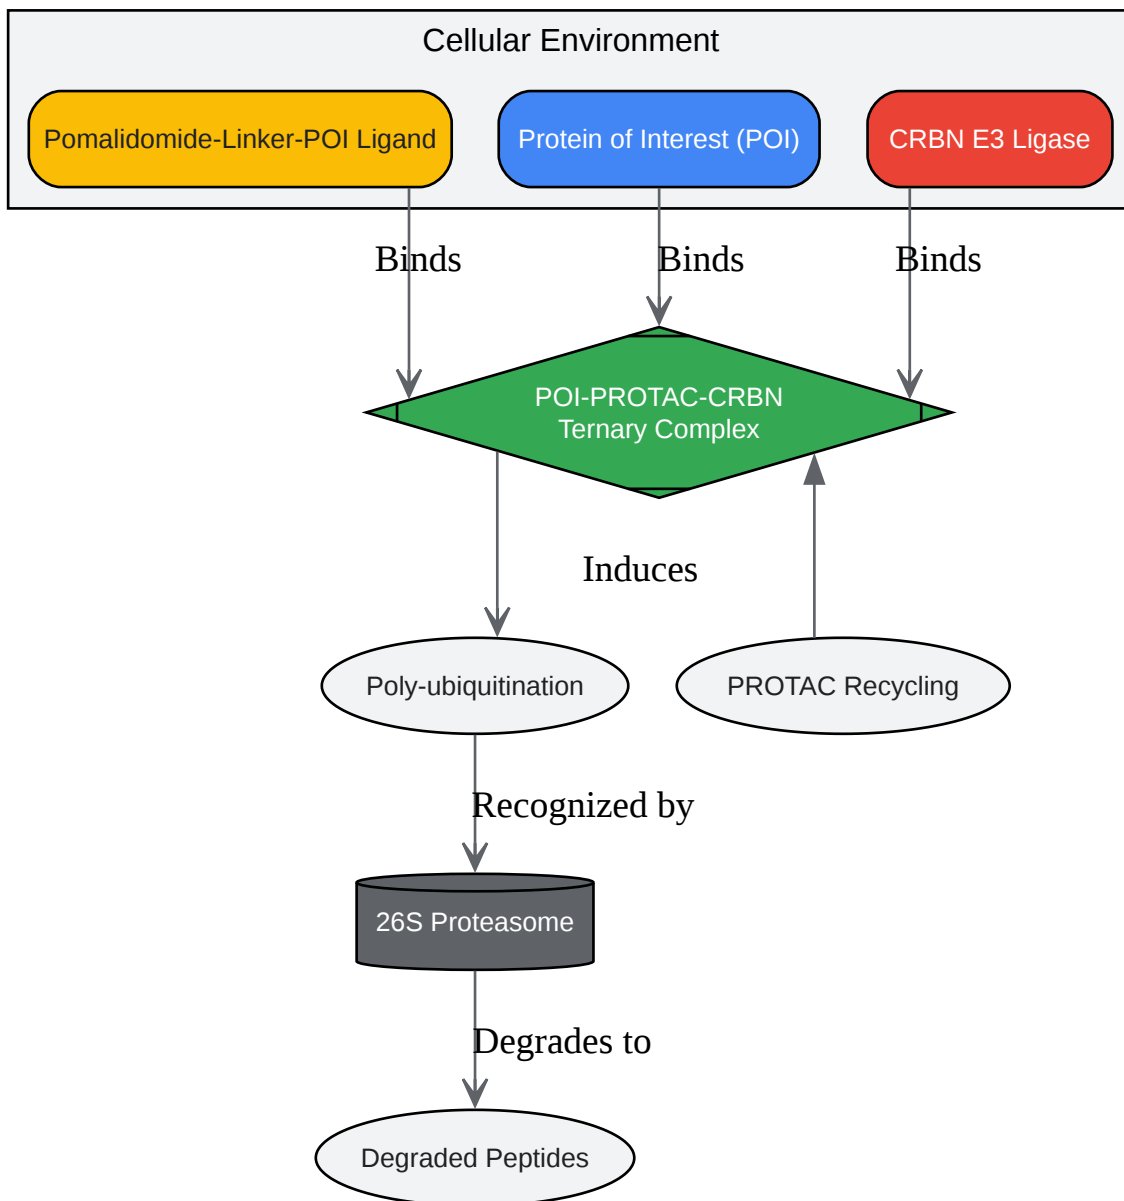 Cellular Environment
Pomalidomide-Linker-POI Ligand
Protein of Interest (POI)
CRBN E3 Ligase
Binds
Binds
Binds
POI-PROTAC-CRBN
Ternary Complex
Induces
Poly-ubiquitination
PROTAC Recycling
Recognized by
26S Proteasome
Degrades to
Degraded Peptides